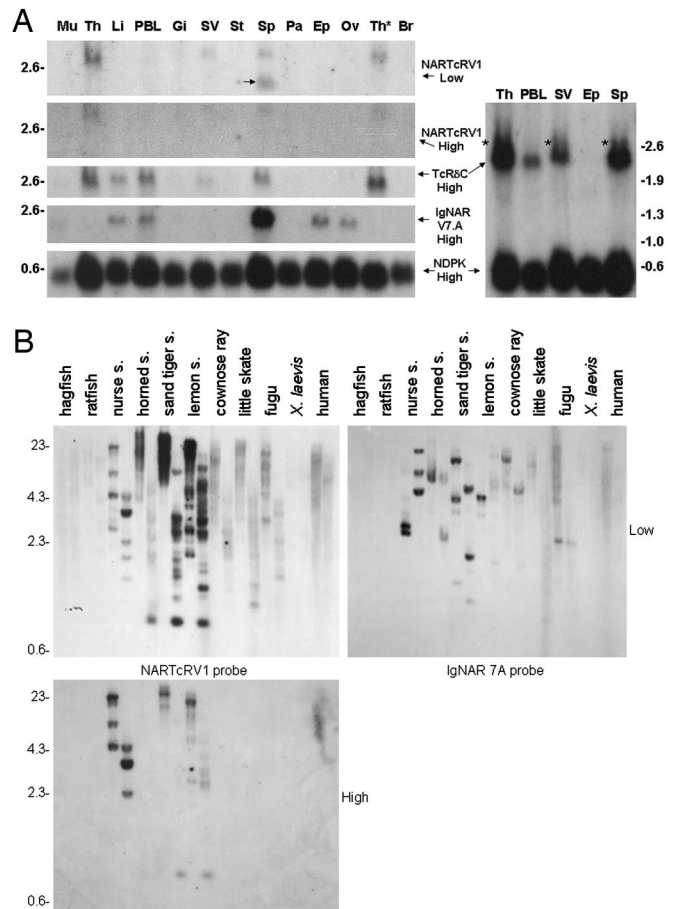 A
Mu Th Li PBL Gi SV St Sp Pa Ep Ov Th* Br
2.6-
NARTcRV1
Low
2.6-
NARTcRV1
High
TcRδC
High
2.6-
2.6-
IgNAR
V7.A
High
0.6-
NDPK
High
Th PBL SV Ep Sp
* * *
-2.6
-1.9
-1.3
-1.0
-0.6
B
hagfish ratfish nurse s. horned s. sand tiger s. lemon s. cownose ray little skate fugu X. laevis human
23-
4.3-
2.3-
0.6-
NARTcRV1 probe
hagfish ratfish nurse s. horned s. sand tiger s. lemon s. cownose ray little skate fugu X. laevis human
Low
IgNAR 7A probe
23-
4.3-
2.3-
0.6-
High